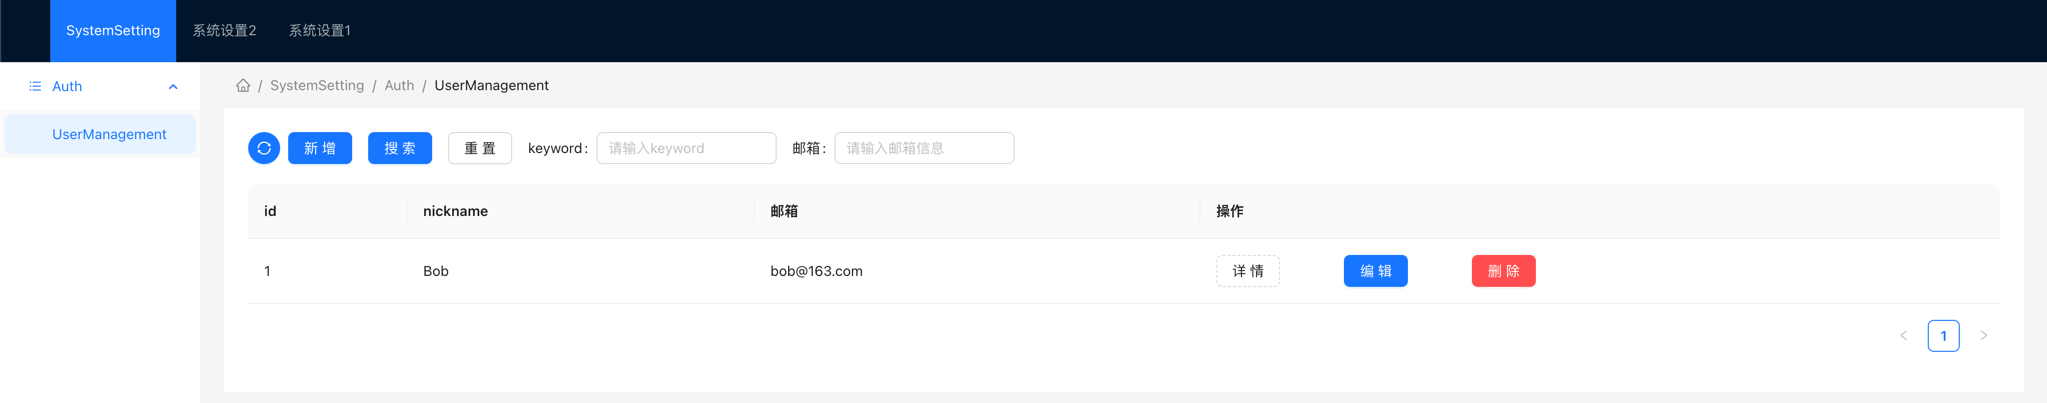 SystemSetting 系统设置2 系统设置1
Auth
UserManagement
/ SystemSetting / Auth / UserManagement
新增 搜索 重置 keyword: 请输入keyword 邮箱: 请输入邮箱信息
id nickname 邮箱 操作
1 Bob bob@163.com 详情 编辑 删除
< 1 >